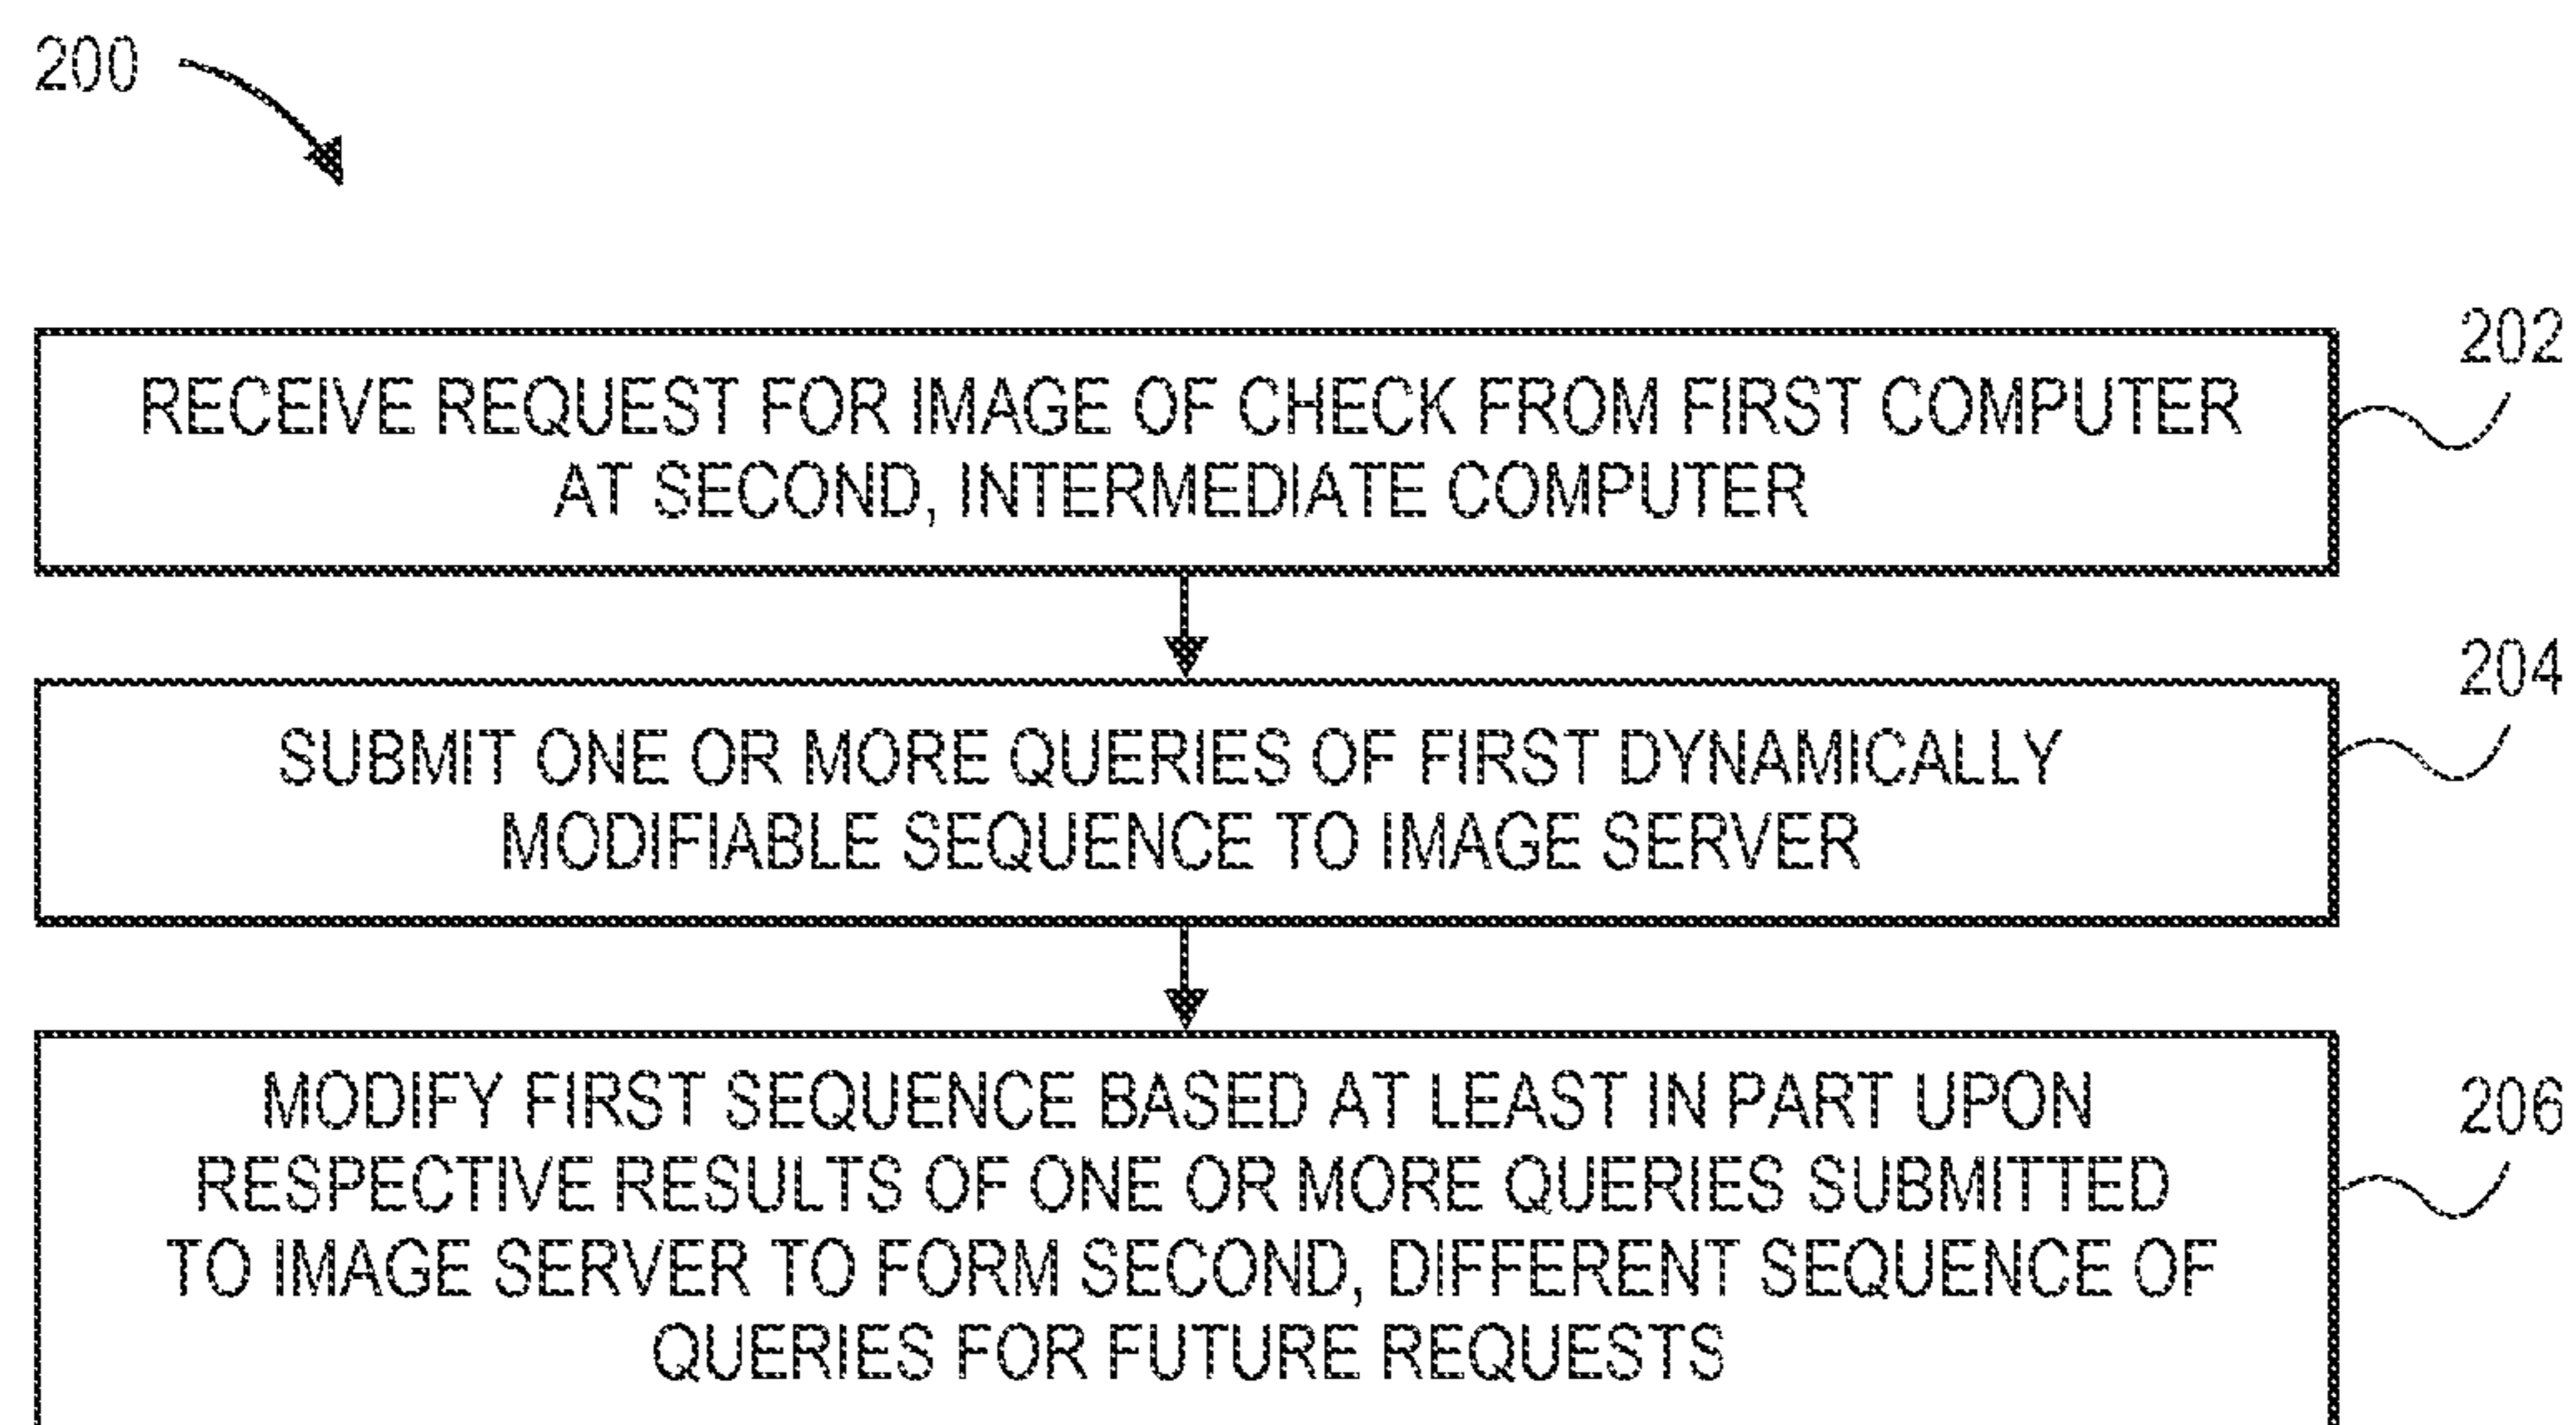 200
202
RECEIVE REQUEST FOR IMAGE OF CHECK FROM FIRST COMPUTER
AT SECOND, INTERMEDIATE COMPUTER
204
SUBMIT ONE OR MORE QUERIES OF FIRST DYNAMICALLY
MODIFIABLE SEQUENCE TO IMAGE SERVER
206
MODIFY FIRST SEQUENCE BASED AT LEAST IN PART UPON
RESPECTIVE RESULTS OF ONE OR MORE QUERIES SUBMITTED
TO IMAGE SERVER TO FORM SECOND, DIFFERENT SEQUENCE OF
QUERIES FOR FUTURE REQUESTS